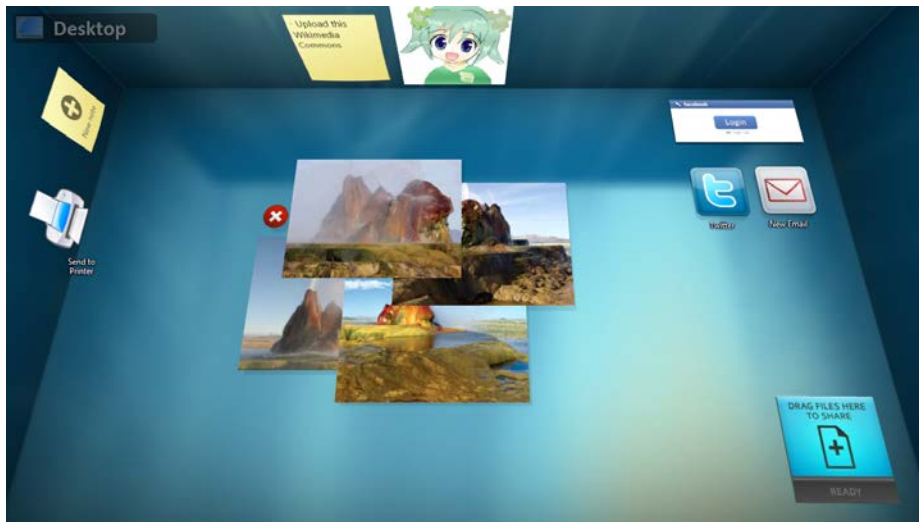 Desktop
- Upload this
Wikimedia
Commons
New note
facebook
Login
Twitter
New Email
Send to
Printer
DRAG FILES HERE
TO SHARE
READY